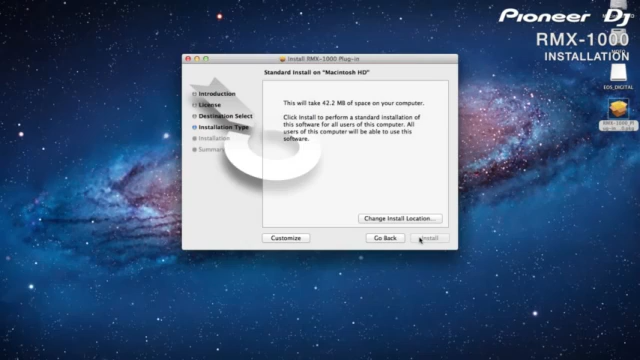 Pioneer Dj
RMX-1000
INSTALLATION
Install RMX-1000 Plug-in
Standard Install on "Macintosh HD"
Introduction
License
Destination Select
Installation Type
Installation
Summary
This will take 42.2 MB of space on your computer.
Click Install to perform a standard installation of
this software for all users of this computer. All
users of this computer will be able to use this
software.
Change Install Location...
Customize
Go Back
Install
EOS_DIGITAL